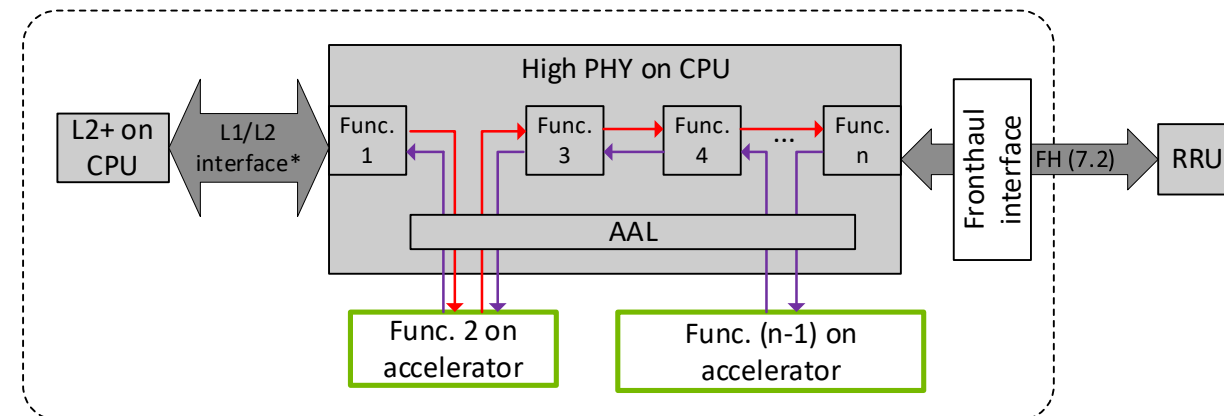 High PHY on CPU
L2+ on
CPU
L1/L2
interface*
Func.
1
Func.
3
Func.
4
...
Func.
n
Fronthaul
interface
FH (7.2)
RRU
AAL
Func. 2 on
accelerator
Func. (n-1) on
accelerator